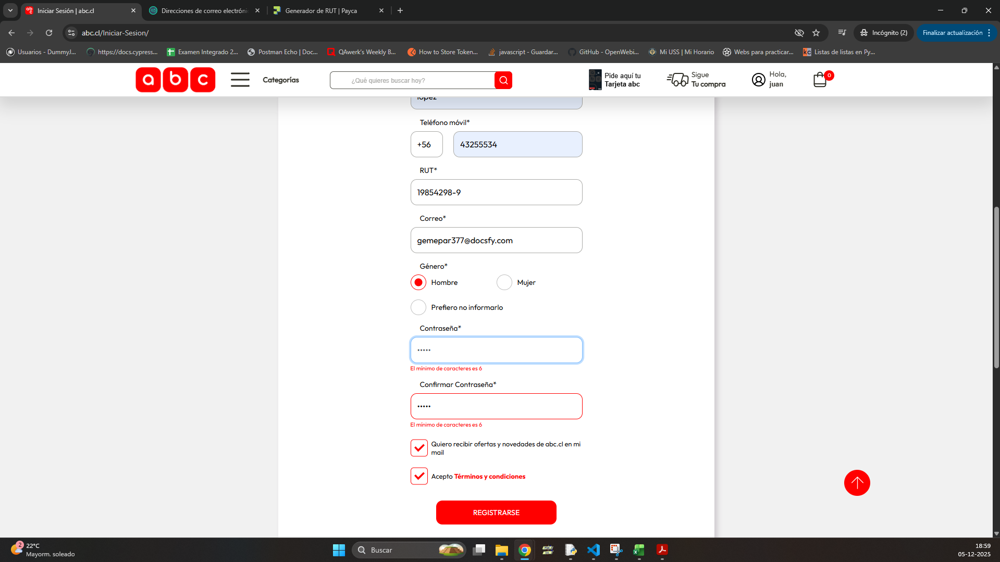 Iniciar Sesión | abc.cl
Direcciones de correo electróni
Generador de RUT | Payca
abc.cl/Iniciar-Sesion/
Incógnito (2)
Finalizar actualización
Usuarios - DummyJ...
https://docs.cypress...
Examen Integrado 2...
Postman Echo | Doc...
QAwerk's Weekly B...
How to Store Token...
javascript - Guardar...
GitHub - OpenWebi...
Mi USS | Mi Horario
Webs para practicar...
Listas de listas en Py...
abc
Categorías
¿Qué quieres buscar hoy?
Pide aquí tu
Tarjeta abc
Sigue
Tu compra
Hola,
juan
0
lopez
Teléfono móvil*
+56
43255534
RUT*
19854298-9
Correo*
gemepar377@docsfy.com
Género*
Hombre
Mujer
Prefiero no informarlo
Contraseña*
•••••
El mínimo de caracteres es 6
Confirmar Contraseña*
•••••
El mínimo de caracteres es 6
Quiero recibir ofertas y novedades de abc.cl en mi
mail
Acepto Términos y condiciones
REGISTRARSE
2
22°C
Mayorm. soleado
Buscar
18:59
05-12-2025